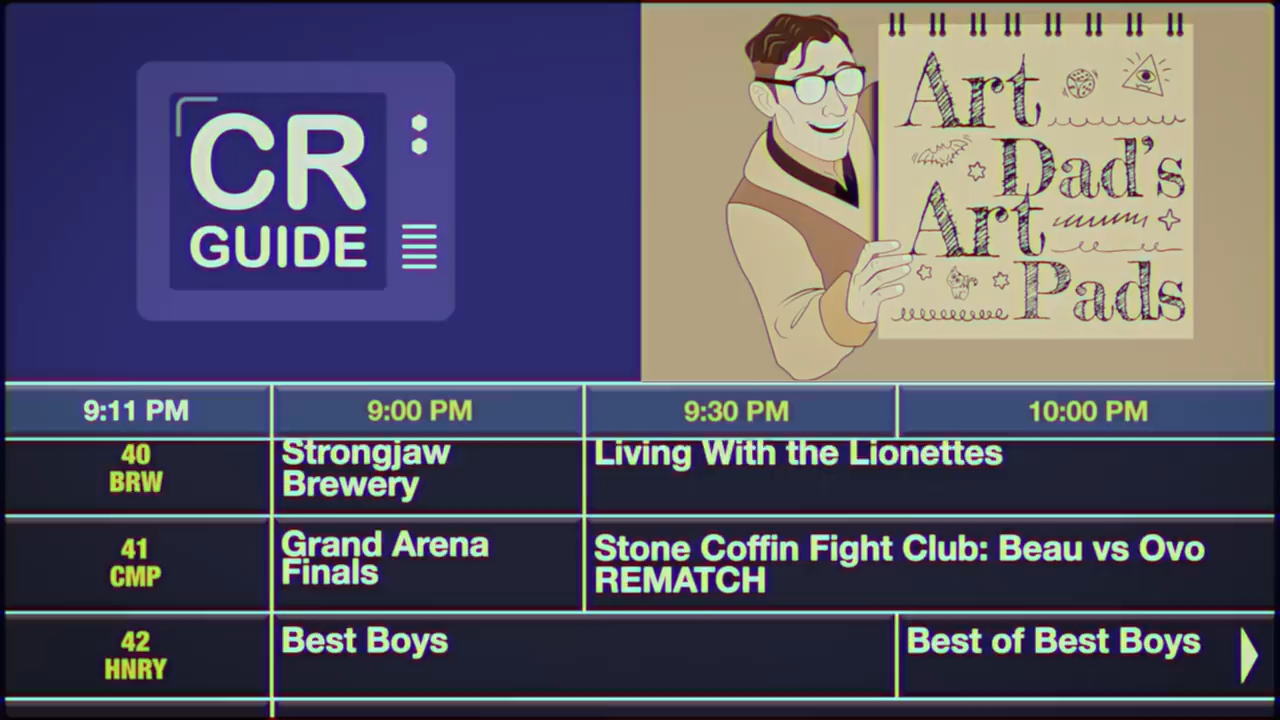 CR
GUIDE
Art
Dad's
Art
Pads
9:11 PM
9:00 PM
9:30 PM
10:00 PM
40
BRW
Strongjaw
Brewery
Living With the Lionettes
41
CMP
Grand Arena
Finals
Stone Coffin Fight Club: Beau vs Ovo
REMATCH
42
HNRY
Best Boys
Best of Best Boys